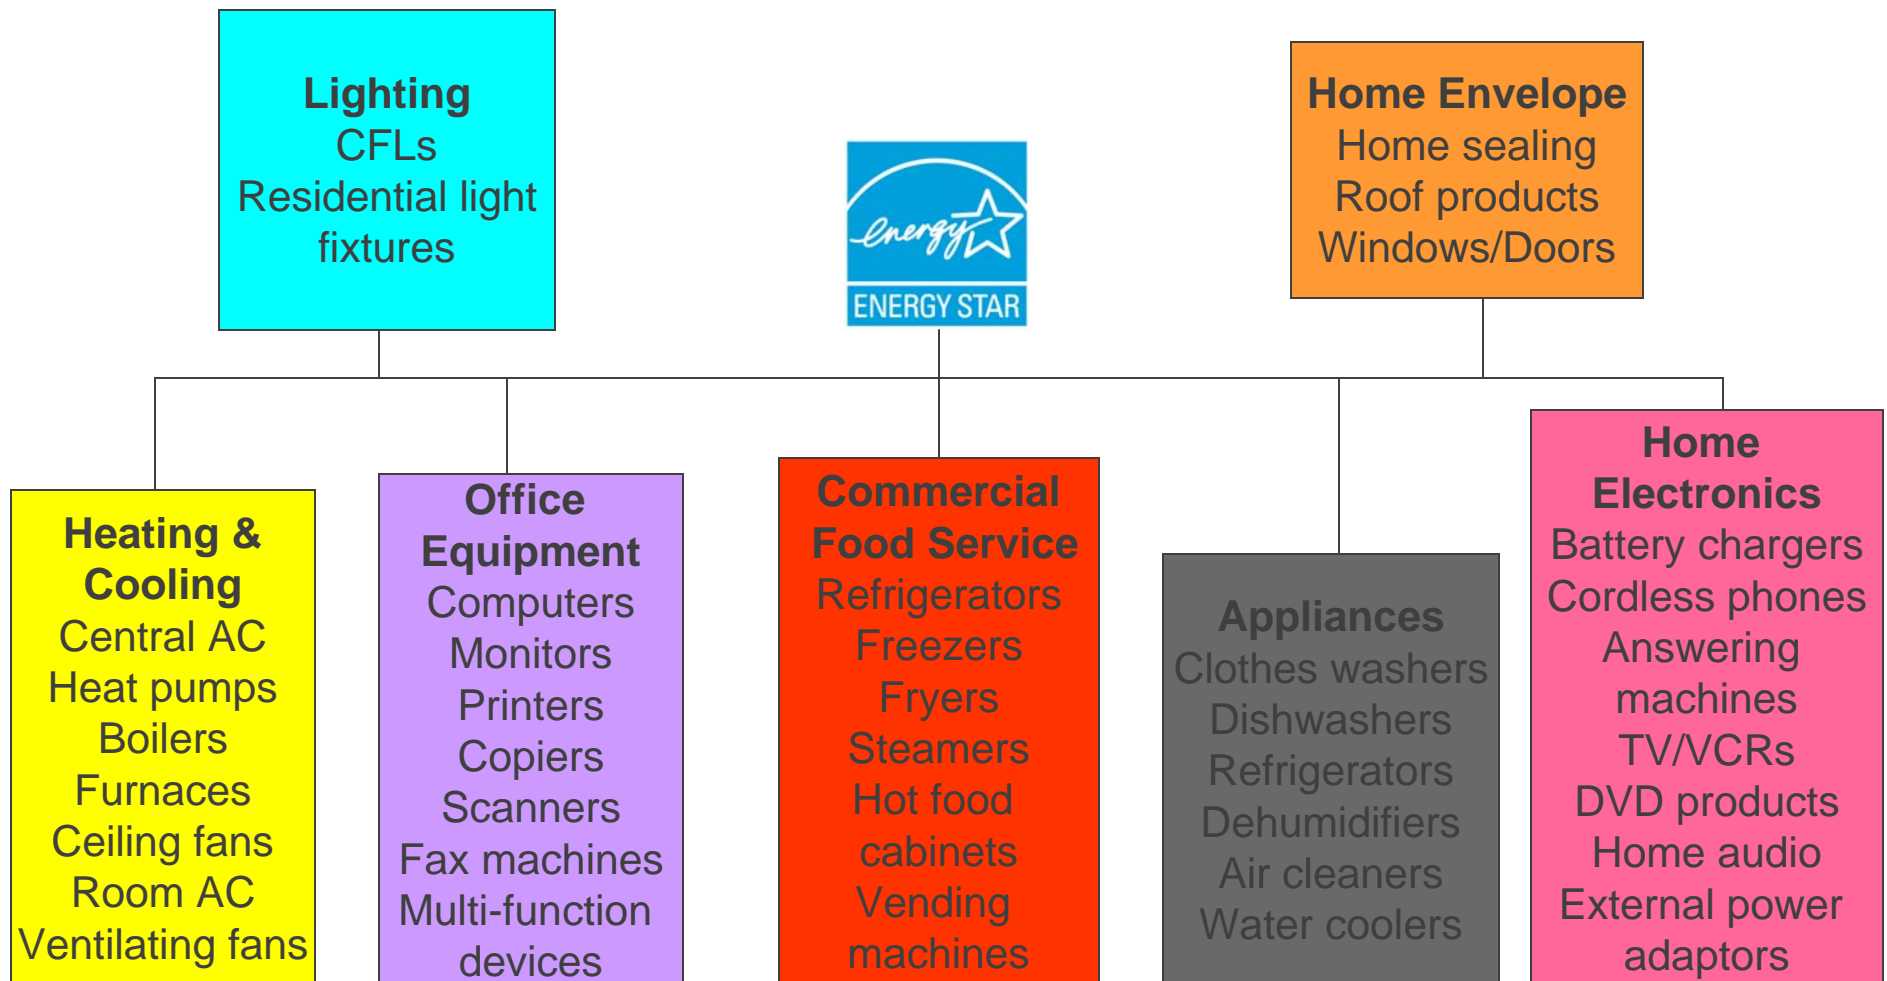 Lighting
CFLs
Residential light
fixtures
energy
ENERGY STAR
Home Envelope
Home sealing
Roof products
Windows/Doors
Heating &
Cooling
Central AC
Heat pumps
Boilers
Furnaces
Ceiling fans
Room AC
Ventilating fans
Office
Equipment
Computers
Monitors
Printers
Copiers
Scanners
Fax machines
Multi-function
devices
Commercial
Food Service
Refrigerators
Freezers
Fryers
Steamers
Hot food
cabinets
Vending
machines
Appliances
Clothes washers
Dishwashers
Refrigerators
Dehumidifiers
Air cleaners
Water coolers
Home
Electronics
Battery chargers
Cordless phones
Answering
machines
TV/VCRs
DVD products
Home audio
External power
adaptors